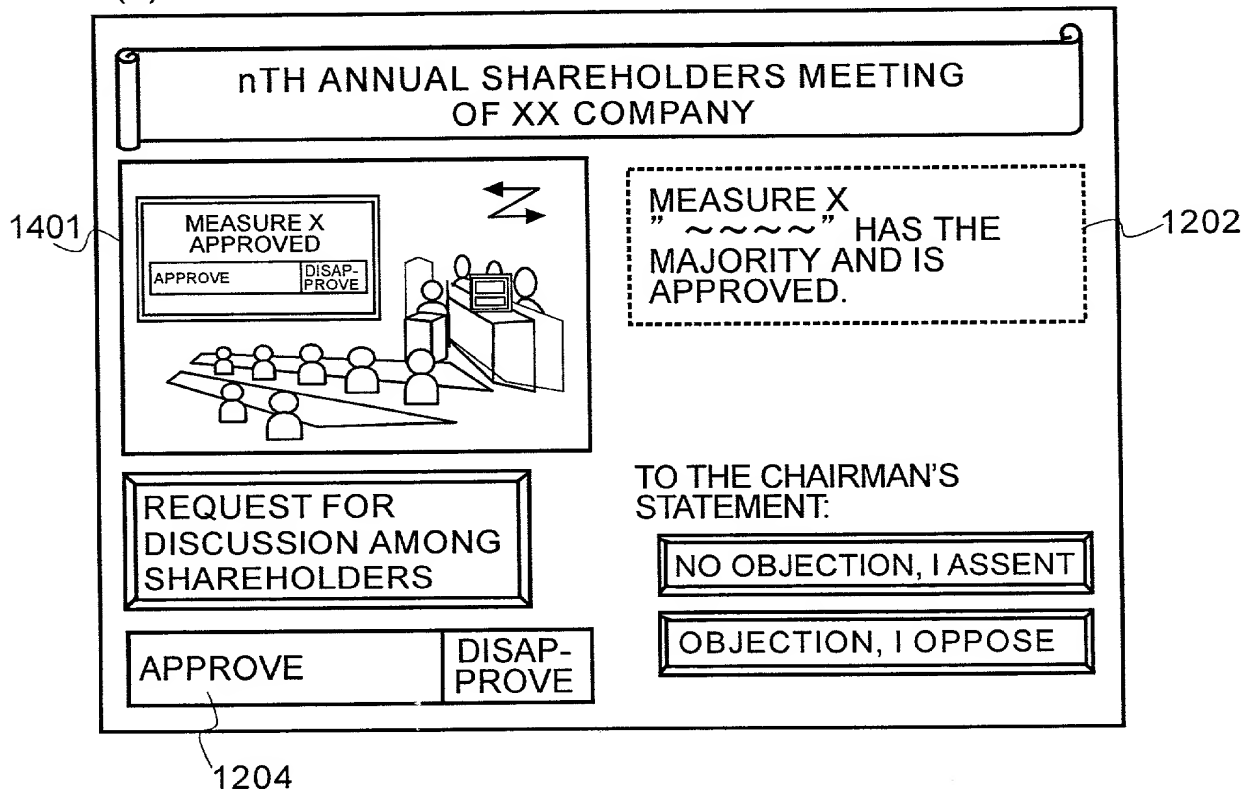 nTH ANNUAL SHAREHOLDERS MEETING
OF XX COMPANY
1401
MEASURE X
APPROVED
APPROVE
DISAP-
PROVE
MEASURE X
" ~~~~" HAS THE
MAJORITY AND IS
APPROVED.
1202
REQUEST FOR
DISCUSSION AMONG
SHAREHOLDERS
TO THE CHAIRMAN'S
STATEMENT:
NO OBJECTION, I ASSENT
OBJECTION, I OPPOSE
APPROVE
DISAP-
PROVE
1204